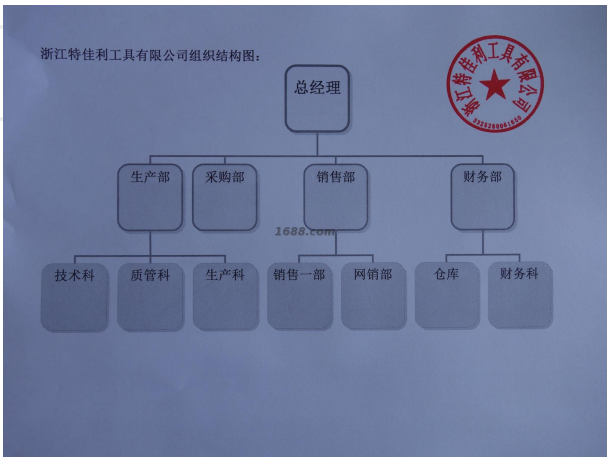 浙江特佳利工具有限公司组织结构图：
总经理
浙江特佳利工具有限公司
生产部 采购部 销售部 财务部
1688.com
技术科 质管科 生产科 销售一部 网销部 仓库 财务科